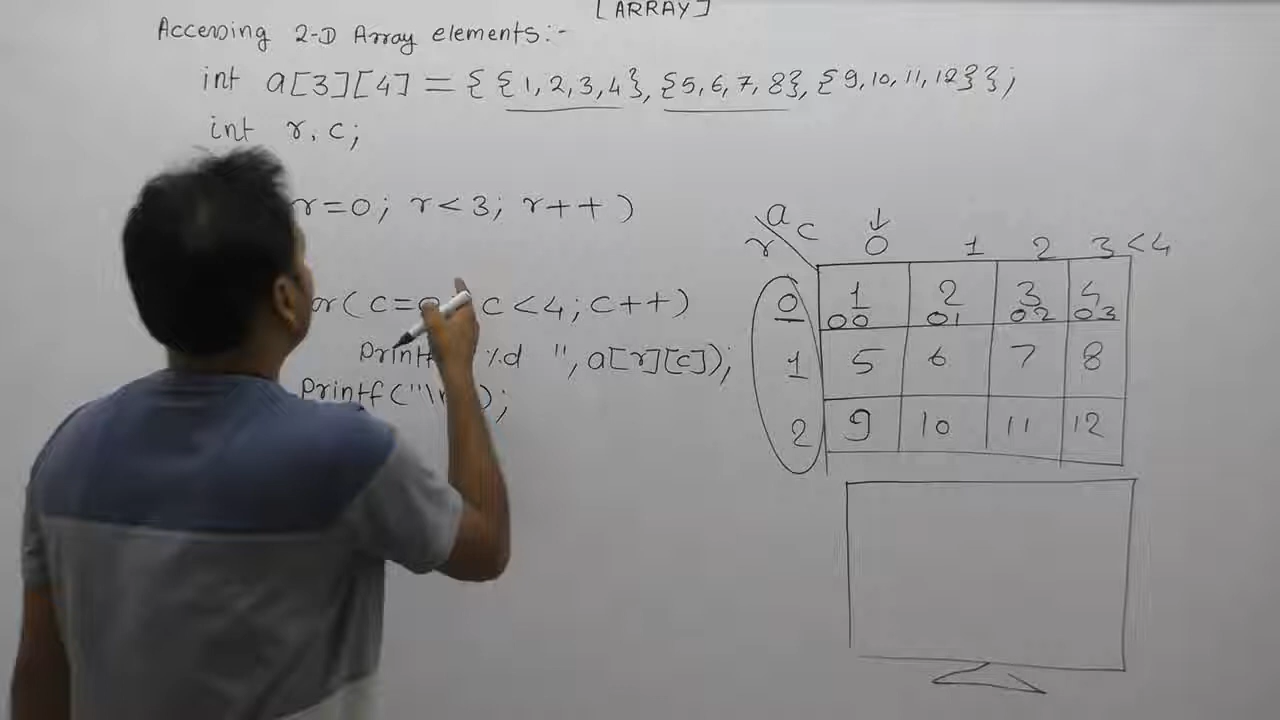 [ARRAY]
Accessing 2-D Array elements:-
int a[3][4] = { {1,2,3,4}, {5,6,7,8}, {9,10,11,12}};
int r, c;
r=0; r<3; r++ )
or( c=0 c<4; c++)
Printf %d ", a[r][c]);
Printf("\ );
a
r c 0 1 2 3 <4
0 1 2 3 4
00 01 02 03
1 5 6 7 8
2 9 10 11 12